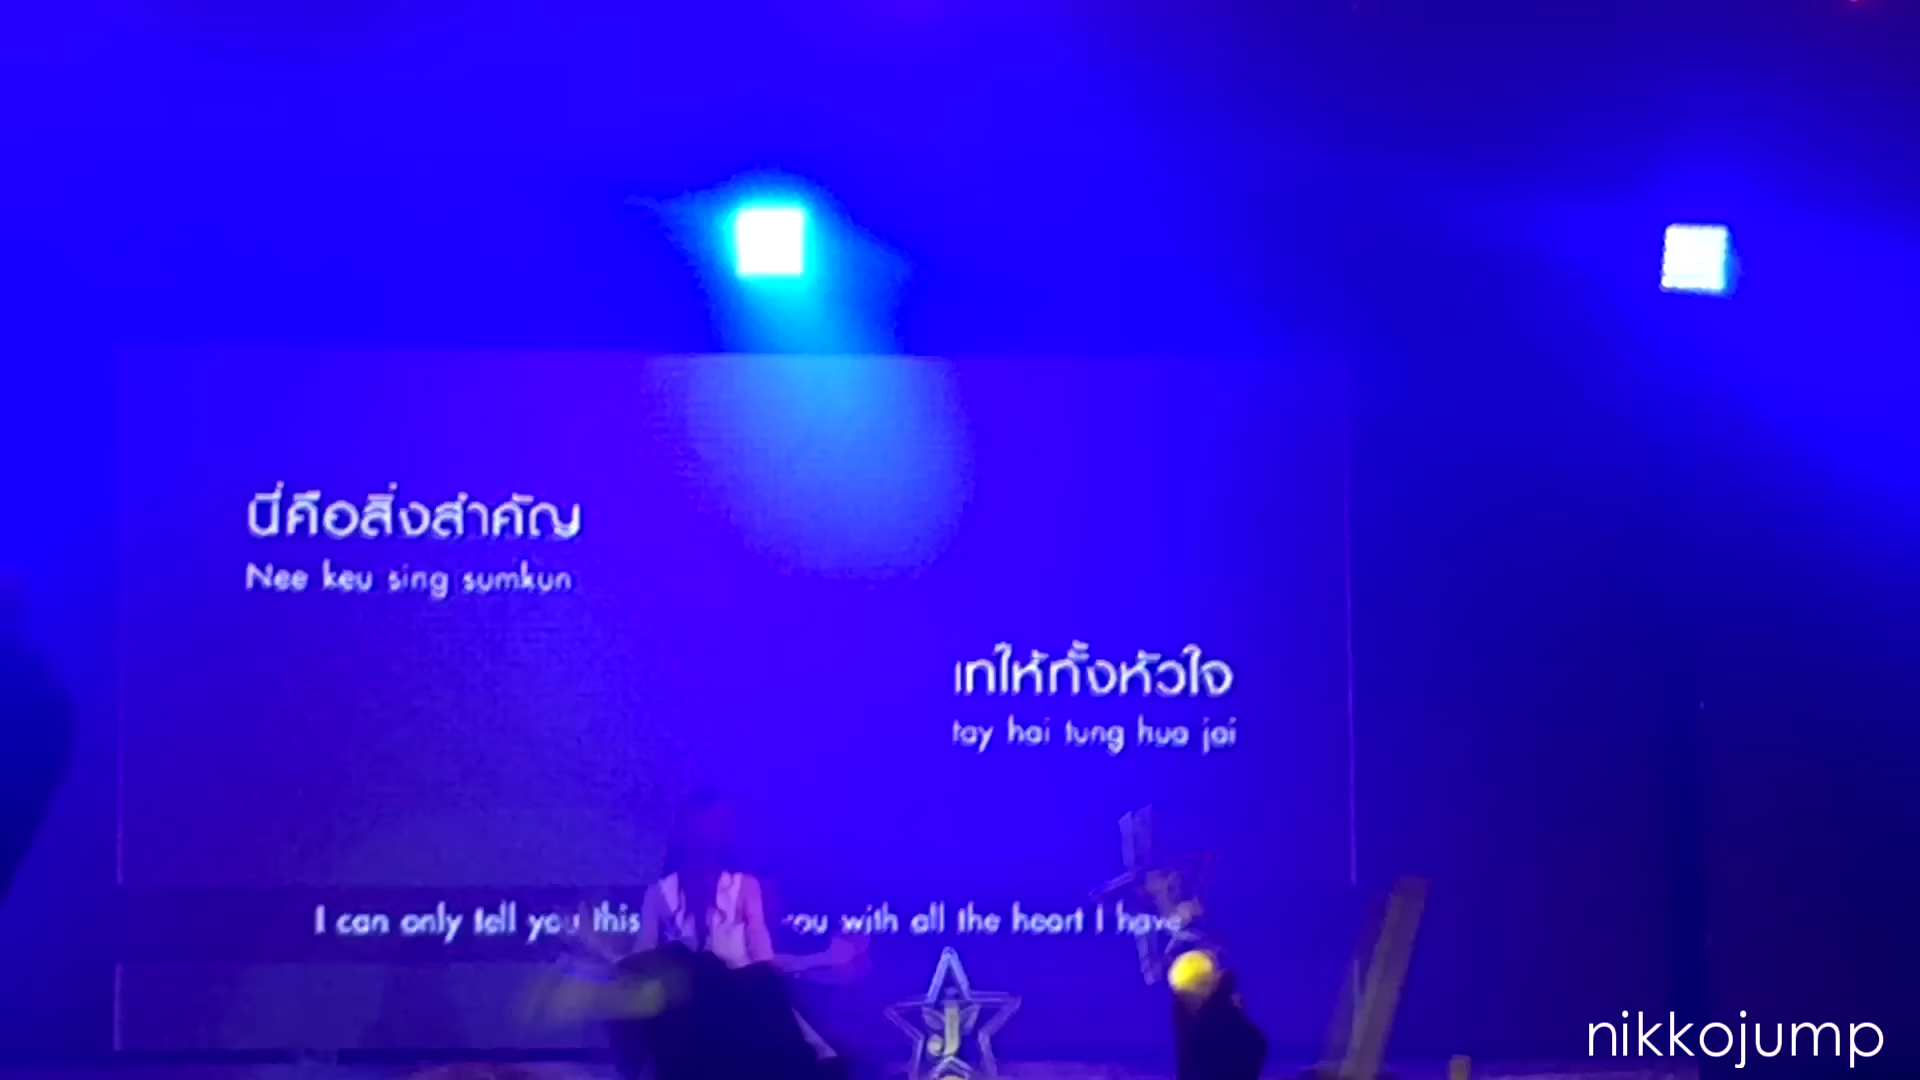 นี่คือสิ่งสำคัญ
Nee keu sing sumkun
เทให้ทั้งหัวใจ
tay hai tung hua jai
I can only tell you this you with all the heart I have
J
nikkojump